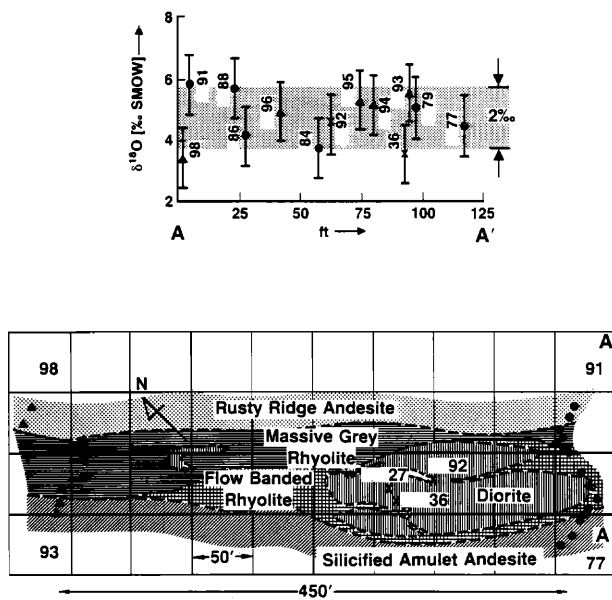 δ¹⁸O [‰ SMOW]
8
6
4
2
91
98
88
86
96
84
92
95
94
36
93
79
77
2‰
25
50
75
100
125
A
ft
A′
98
A
91
N
Rusty Ridge Andesite
Massive Grey
Rhyolite
92
Flow Banded
Rhyolite
27
36
Diorite
A
93
50'
Silicified Amulet Andesite
77
450'